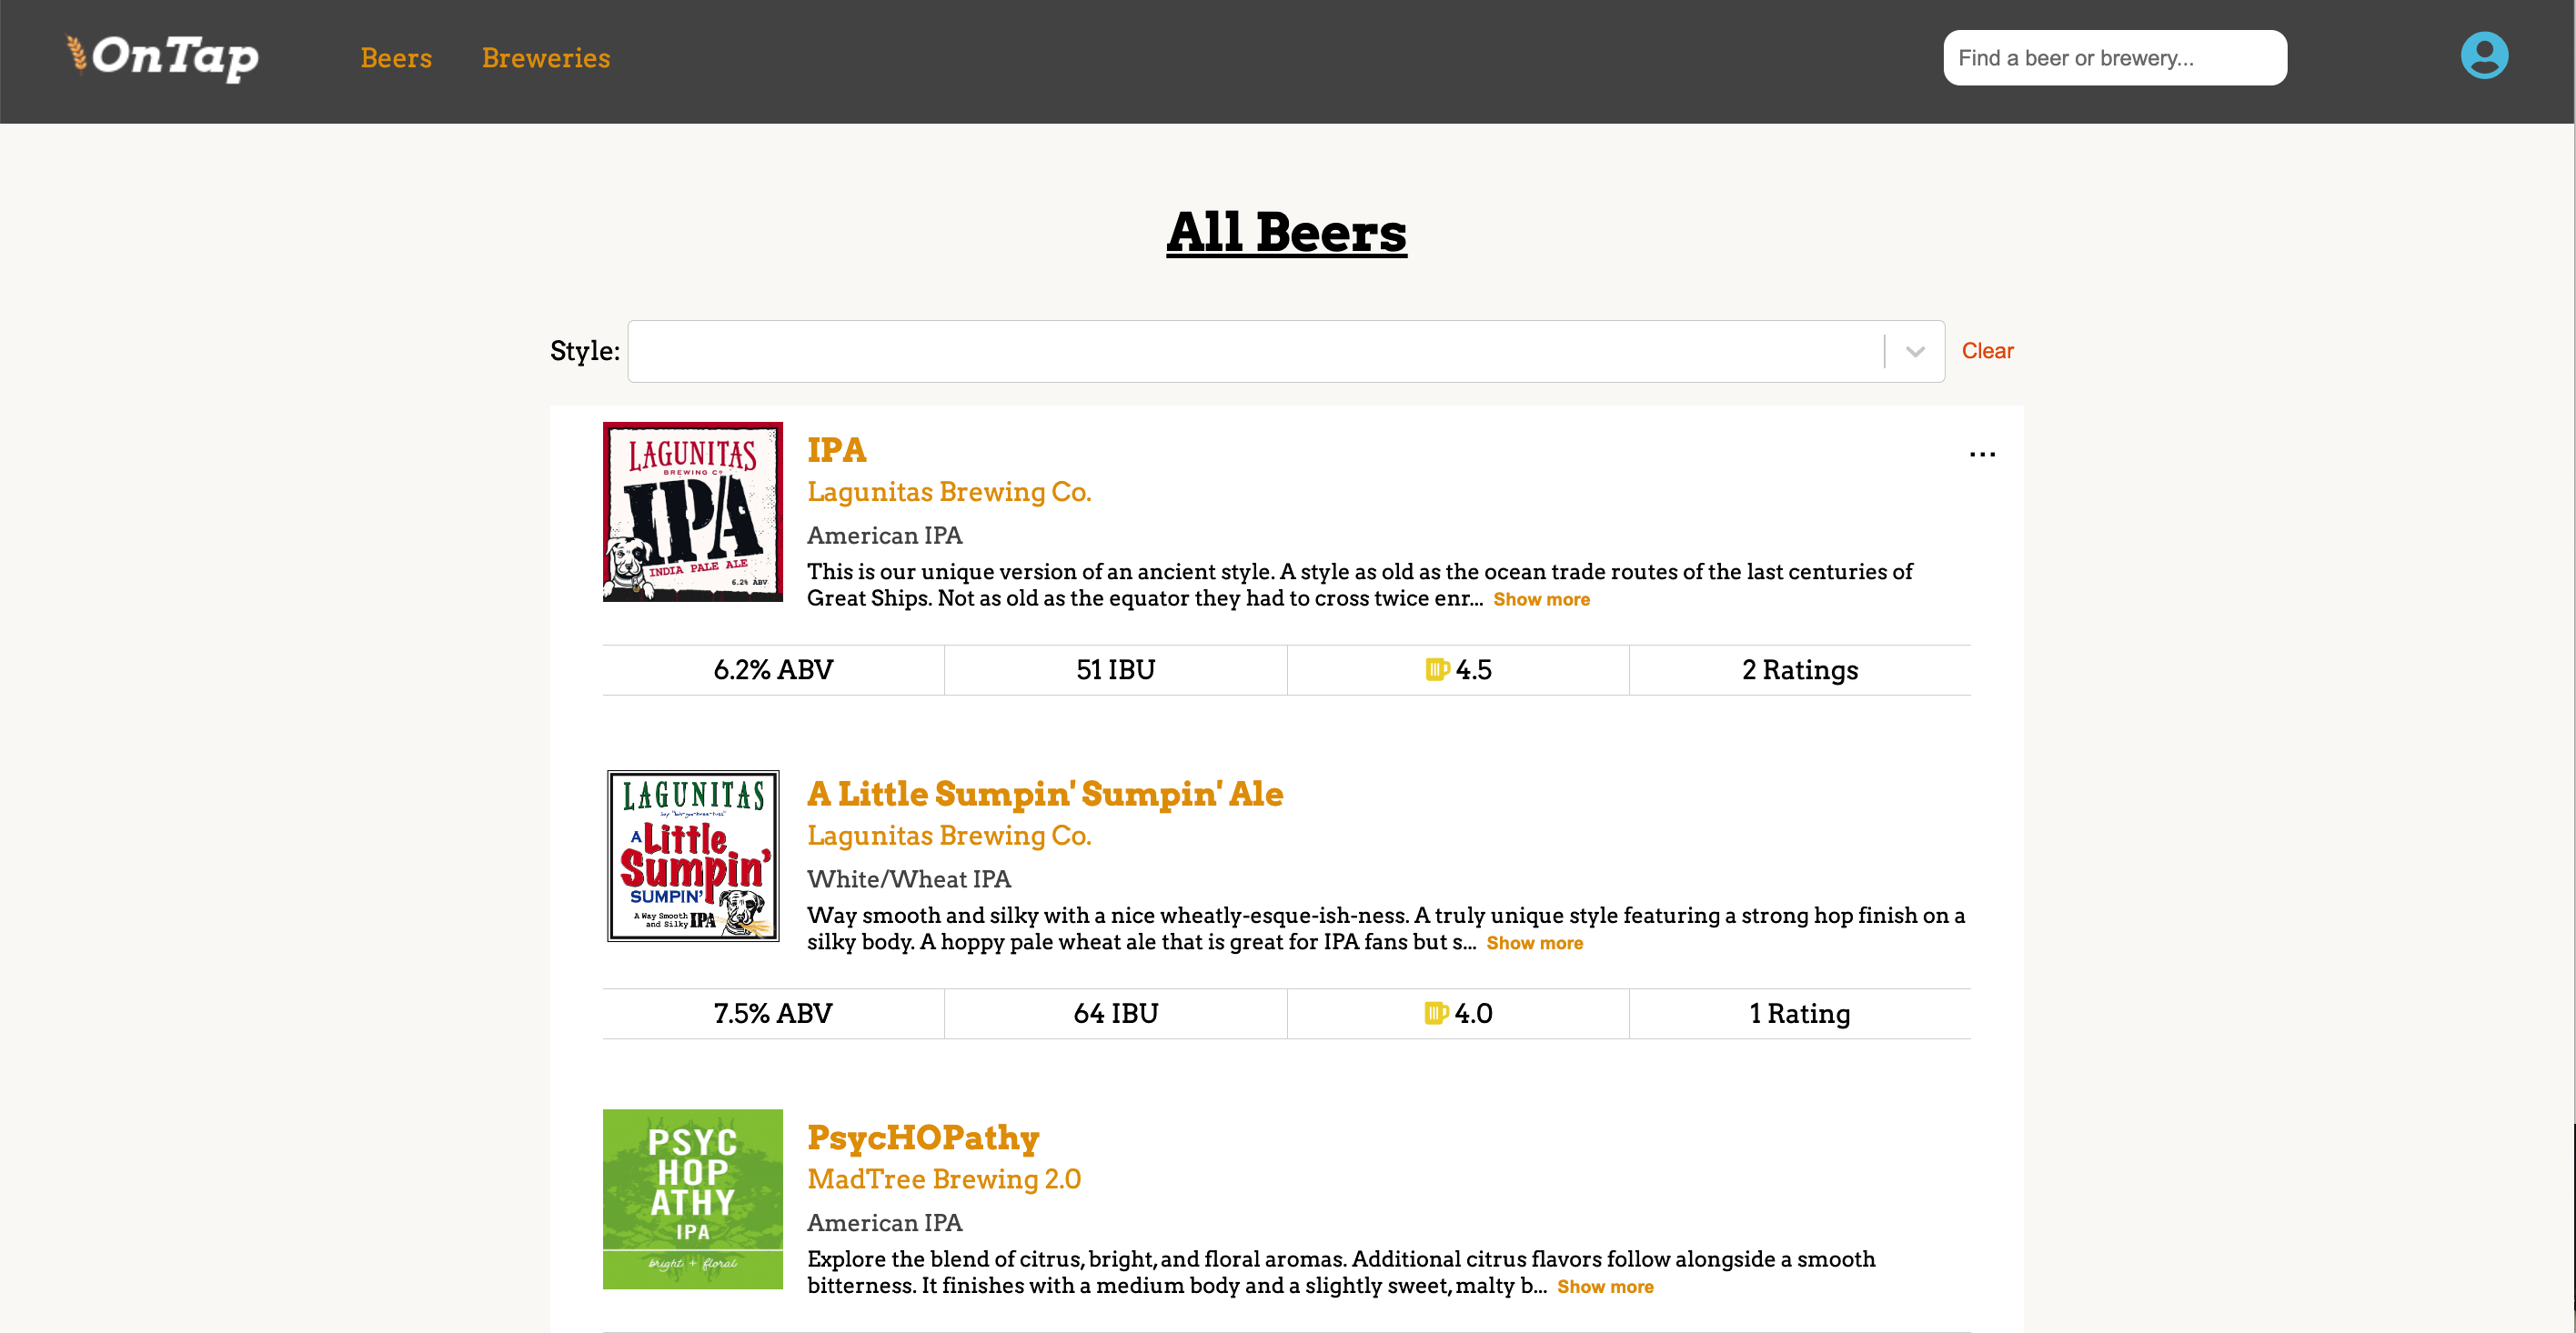 OnTap
Beers
Breweries
Find a beer or brewery...
All Beers
Style:
Clear
LAGUNITAS
BREWING CO
IPA
INDIA PALE ALE
6.2% ABV
IPA
...
Lagunitas Brewing Co.
American IPA
This is our unique version of an ancient style. A style as old as the ocean trade routes of the last centuries of
Great Ships. Not as old as the equator they had to cross twice enr... Show more
6.2% ABV
51 IBU
4.5
2 Ratings
LAGUNITAS
A Little
Sumpin'
SUMPIN'
A Way Smooth
and Silky IPA
A Little Sumpin' Sumpin' Ale
Lagunitas Brewing Co.
White/Wheat IPA
Way smooth and silky with a nice wheatly-esque-ish-ness. A truly unique style featuring a strong hop finish on a
silky body. A hoppy pale wheat ale that is great for IPA fans but s... Show more
7.5% ABV
64 IBU
4.0
1 Rating
PSYC
HOP
ATHY
IPA
bright + floral
PsycHOPathy
MadTree Brewing 2.0
American IPA
Explore the blend of citrus, bright, and floral aromas. Additional citrus flavors follow alongside a smooth
bitterness. It finishes with a medium body and a slightly sweet, malty b... Show more